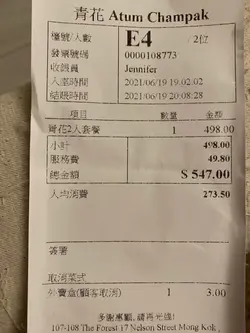 青花 Atum Champak
檯號/人數 E4 /2位
發票號碼 0000108773
收銀員 Jennifer
入座時間 2021/06/19 19:02:02
結賬時間 2021/06/19 20:08:28
項目 數量 金額
青花2人套餐 1 498.00
小計 498.00
服務費 49.80
總金額 $ 547.00
人均消費 273.50
簽署
取消菜式
外賣盒(顧客取消) 1 3.00
多謝惠顧,請再光臨!
107-108 The Forest 17 Nelson Street Mong Kok